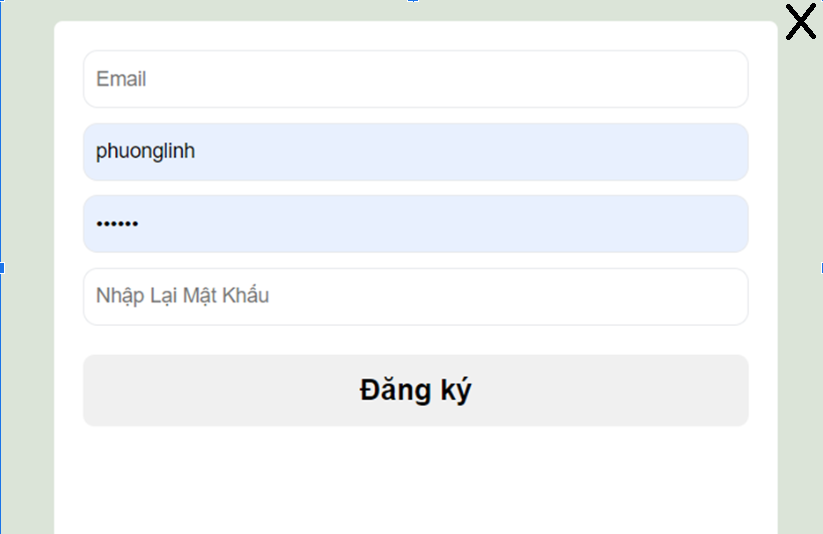 Email
phuonglinh
••••••
Nhập Lại Mật Khẩu
Đăng ký